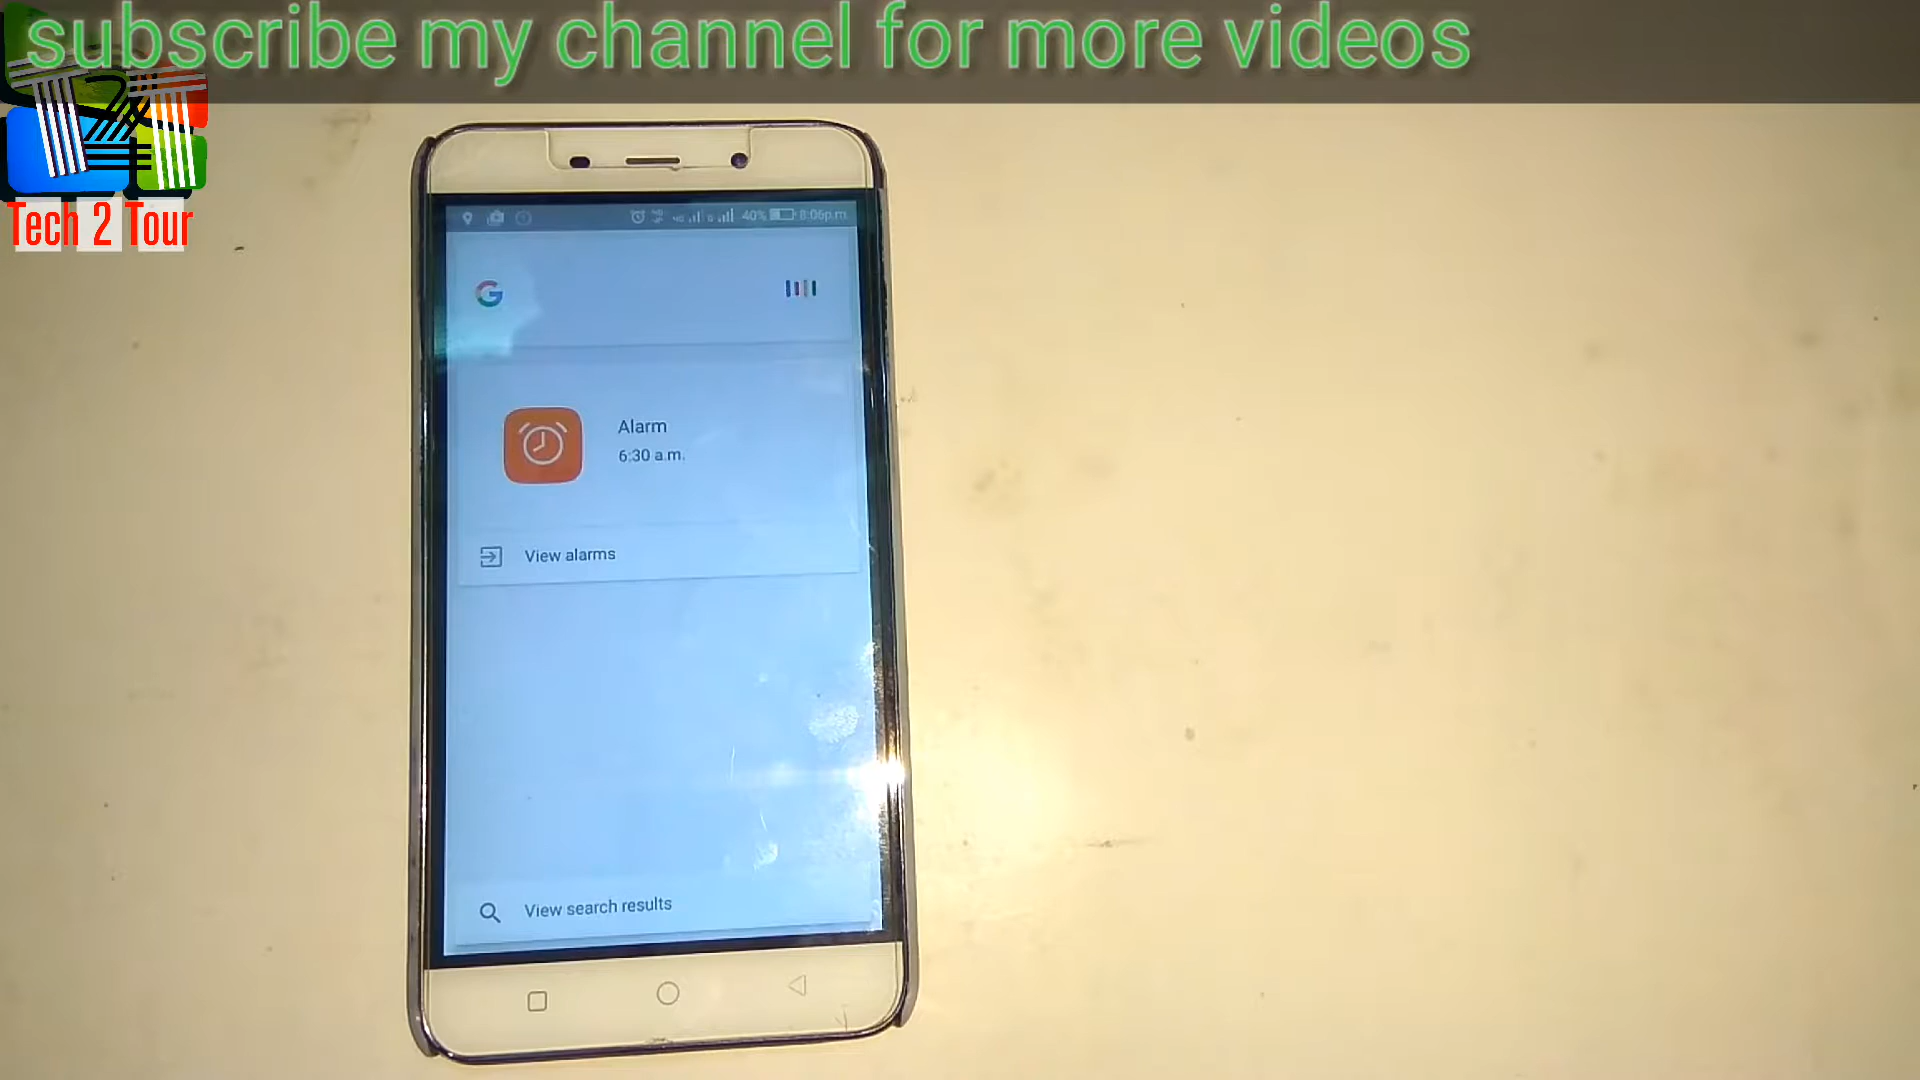 subscribe my channel for more videos
T2T
Tech 2 Tour
40% 8:06p.m.
G
Alarm
6:30 a.m.
View alarms
View search results